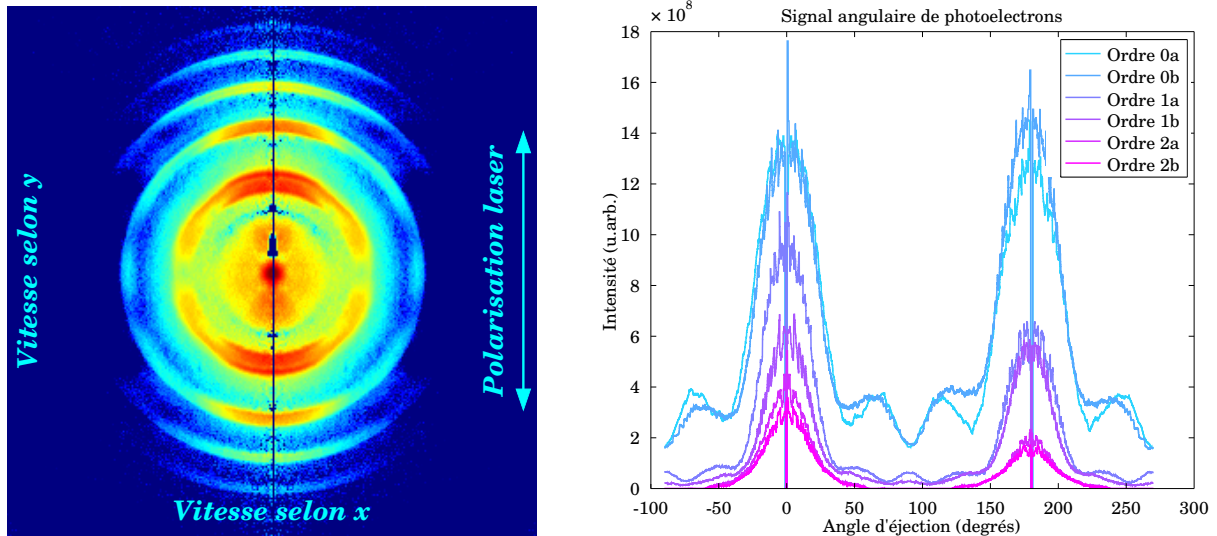 Vitesse selon y
Vitesse selon x
Polarisation laser
× 10⁸
Signal angulaire de photoelectrons
18
16
14
12
10
8
6
4
2
0
Intensité (u.arb.)
Ordre 0a
Ordre 0b
Ordre 1a
Ordre 1b
Ordre 2a
Ordre 2b
-100 -50 0 50 100 150 200 250 300
Angle d'éjection (degrés)